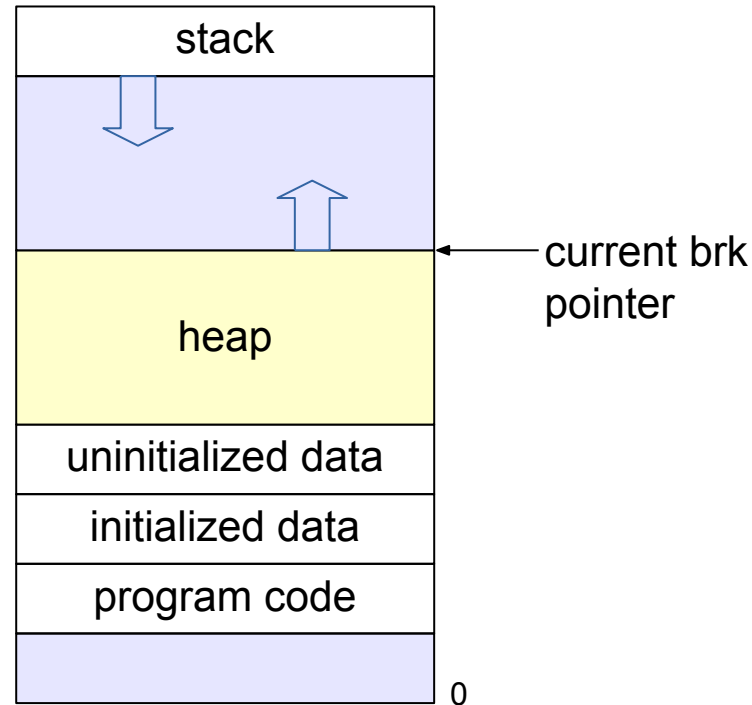 stack
current brk
pointer
heap
uninitialized data
initialized data
program code
0